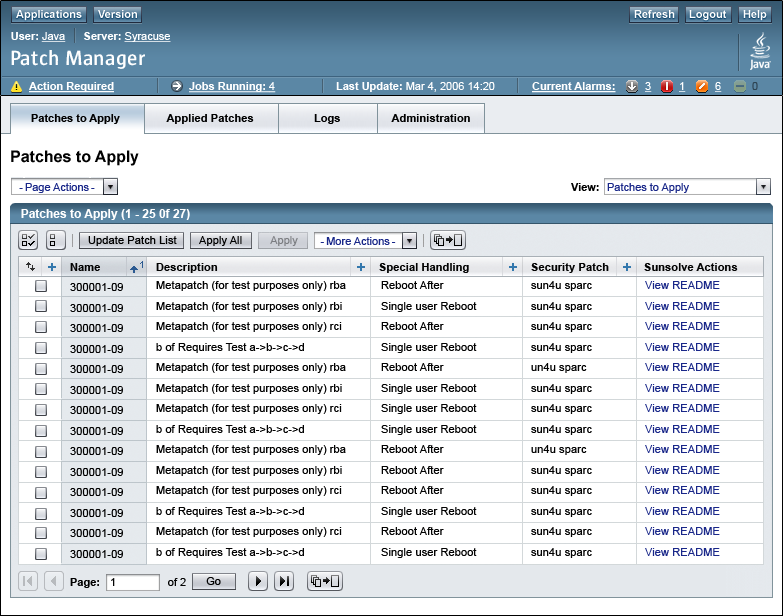 Applications Version Refresh Logout Help
User: Java Server: Syracuse
Patch Manager
Java
Action Required Jobs Running: 4 Last Update: Mar 4, 2006 14:20 Current Alarms: 3 1 6 0
Patches to Apply Applied Patches Logs Administration
Patches to Apply
- Page Actions - View: Patches to Apply
Patches to Apply (1 - 25 0f 27)
Update Patch List Apply All Apply - More Actions -
Name 1 Description Special Handling Security Patch Sunsolve Actions
300001-09 Metapatch (for test purposes only) rba Reboot After sun4u sparc View README
300001-09 Metapatch (for test purposes only) rbi Single user Reboot sun4u sparc View README
300001-09 Metapatch (for test purposes only) rci Reboot After sun4u sparc View README
300001-09 b of Requires Test a->b->c->d Single user Reboot sun4u sparc View README
300001-09 Metapatch (for test purposes only) rba Reboot After un4u sparc View README
300001-09 Metapatch (for test purposes only) rbi Single user Reboot sun4u sparc View README
300001-09 Metapatch (for test purposes only) rci Single user Reboot sun4u sparc View README
300001-09 b of Requires Test a->b->c->d Single user Reboot sun4u sparc View README
300001-09 Metapatch (for test purposes only) rba Reboot After un4u sparc View README
300001-09 Metapatch (for test purposes only) rbi Reboot After sun4u sparc View README
300001-09 Metapatch (for test purposes only) rci Reboot After sun4u sparc View README
300001-09 b of Requires Test a->b->c->d Single user Reboot sun4u sparc View README
300001-09 Metapatch (for test purposes only) rci Reboot After sun4u sparc View README
300001-09 b of Requires Test a->b->c->d Single user Reboot sun4u sparc View README
Page: 1 of 2 Go